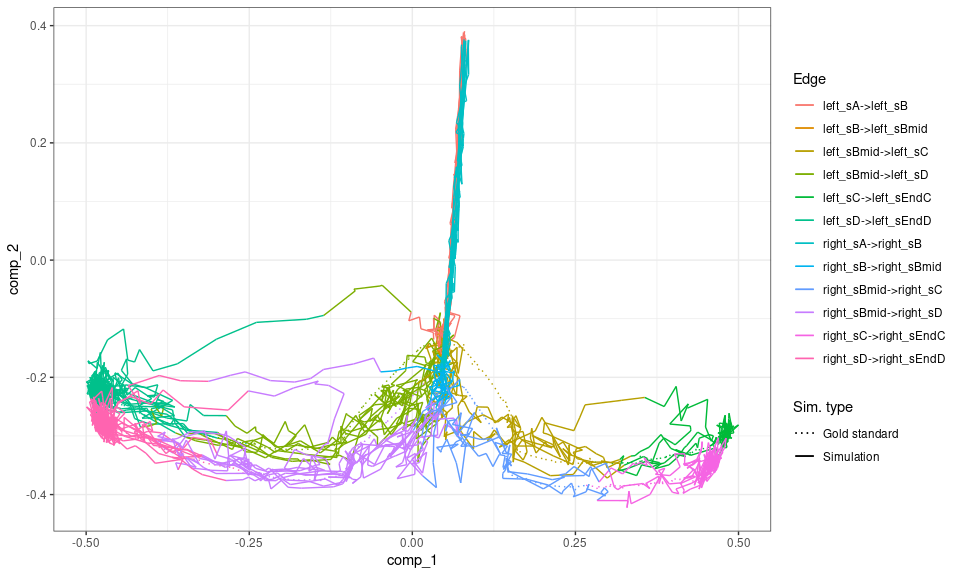 0.4
0.2
0.0
-0.2
-0.4
comp_2
-0.50
-0.25
0.00
0.25
0.50
comp_1
Edge
left_sA->left_sB
left_sB->left_sBmid
left_sBmid->left_sC
left_sBmid->left_sD
left_sC->left_sEndC
left_sD->left_sEndD
right_sA->right_sB
right_sB->right_sBmid
right_sBmid->right_sC
right_sBmid->right_sD
right_sC->right_sEndC
right_sD->right_sEndD
Sim. type
Gold standard
Simulation